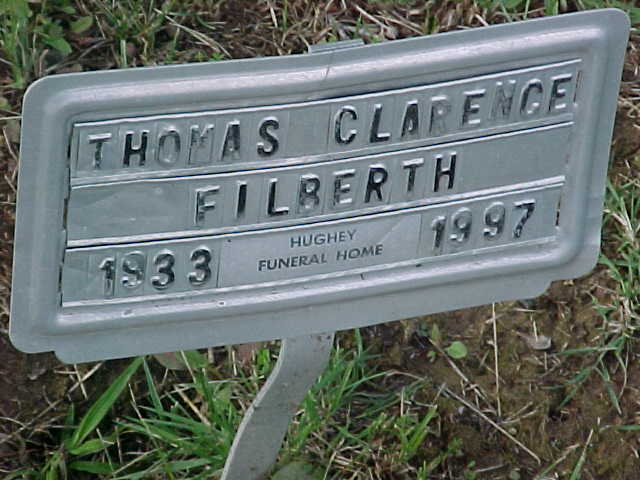 THOMAS CLARENCE
FILBERTH
1933 HUGHEY FUNERAL HOME 1997